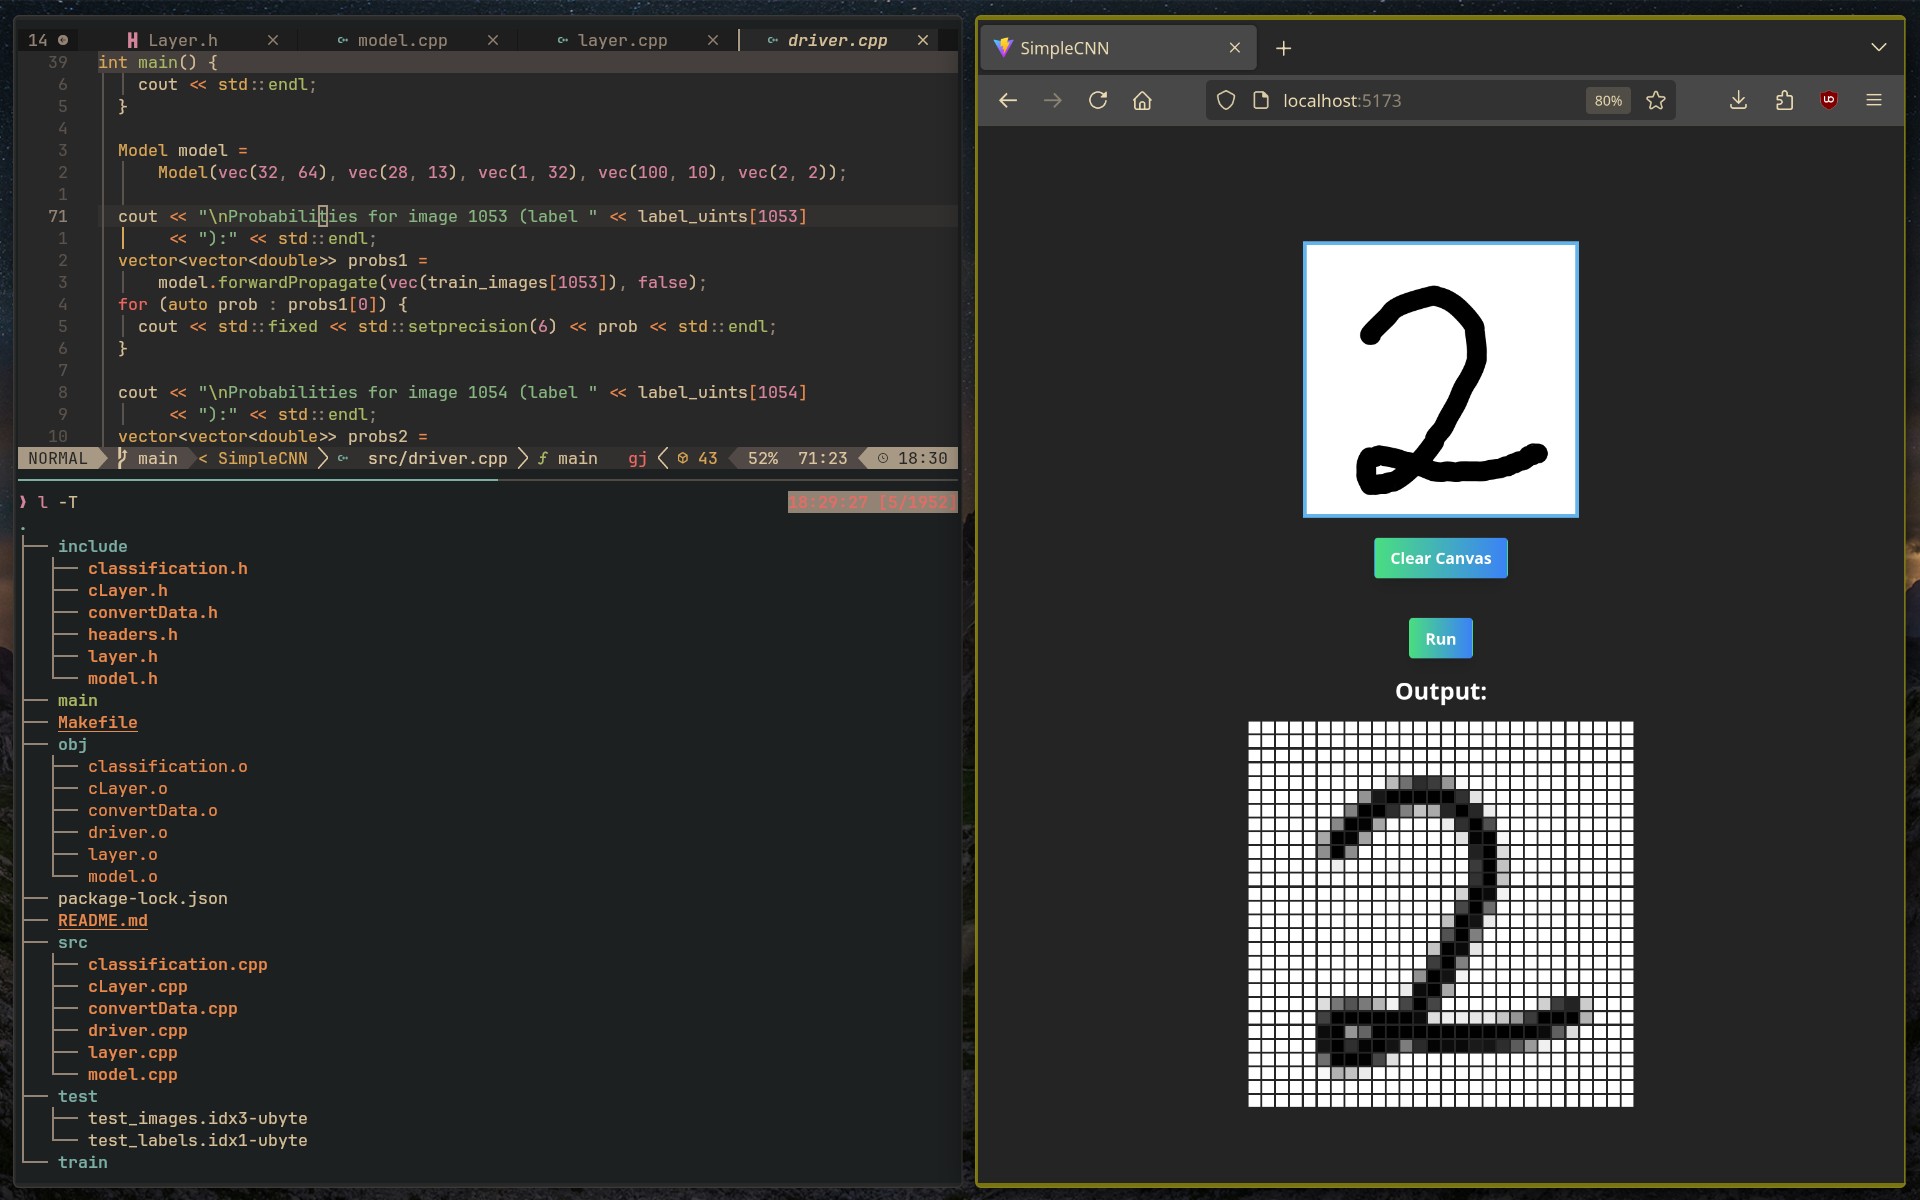 14 Layer.h model.cpp layer.cpp driver.cpp
39 int main() {
6 cout << std::endl;
5 }
4
3 Model model =
2 Model(vec(32, 64), vec(28, 13), vec(1, 32), vec(100, 10), vec(2, 2));
1
71 cout << "\nProbabilities for image 1053 (label " << label_uints[1053]
1 << "):" << std::endl;
2 vector<vector<double>> probs1 =
3 model.forwardPropagate(vec(train_images[1053]), false);
4 for (auto prob : probs1[0]) {
5 cout << std::fixed << std::setprecision(6) << prob << std::endl;
6 }
7
8 cout << "\nProbabilities for image 1054 (label " << label_uints[1054]
9 << "):" << std::endl;
10 vector<vector<double>> probs2 =
NORMAL main < SimpleCNN src/driver.cpp main gj 43 52% 71:23 18:30
❯ l -T 18:29:27 [5/1952]
.
├── include
│ ├── classification.h
│ ├── cLayer.h
│ ├── convertData.h
│ ├── headers.h
│ ├── layer.h
│ └── model.h
├── main
├── Makefile
├── obj
│ ├── classification.o
│ ├── cLayer.o
│ ├── convertData.o
│ ├── driver.o
│ ├── layer.o
│ └── model.o
├── package-lock.json
├── README.md
├── src
│ ├── classification.cpp
│ ├── cLayer.cpp
│ ├── convertData.cpp
│ ├── driver.cpp
│ ├── layer.cpp
│ └── model.cpp
├── test
│ ├── test_images.idx3-ubyte
│ └── test_labels.idx1-ubyte
└── train
SimpleCNN
localhost:5173 80%
2
Clear Canvas
Run
Output:
2